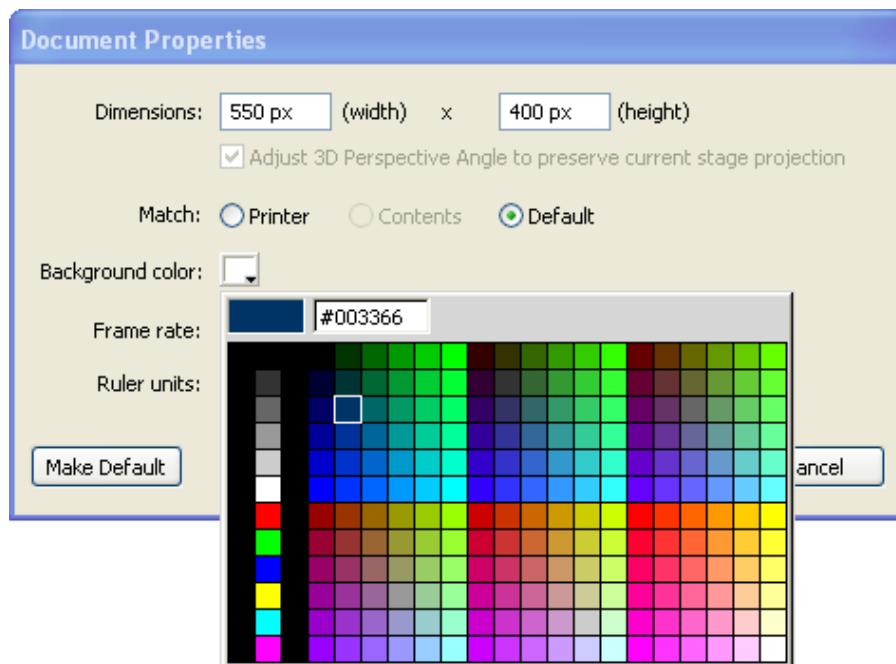 Document Properties
Dimensions: 550 px (width) x 400 px (height)
Adjust 3D Perspective Angle to preserve current stage projection
Match: Printer Contents Default
Background color:
#003366
Frame rate:
Ruler units:
Make Default ancel